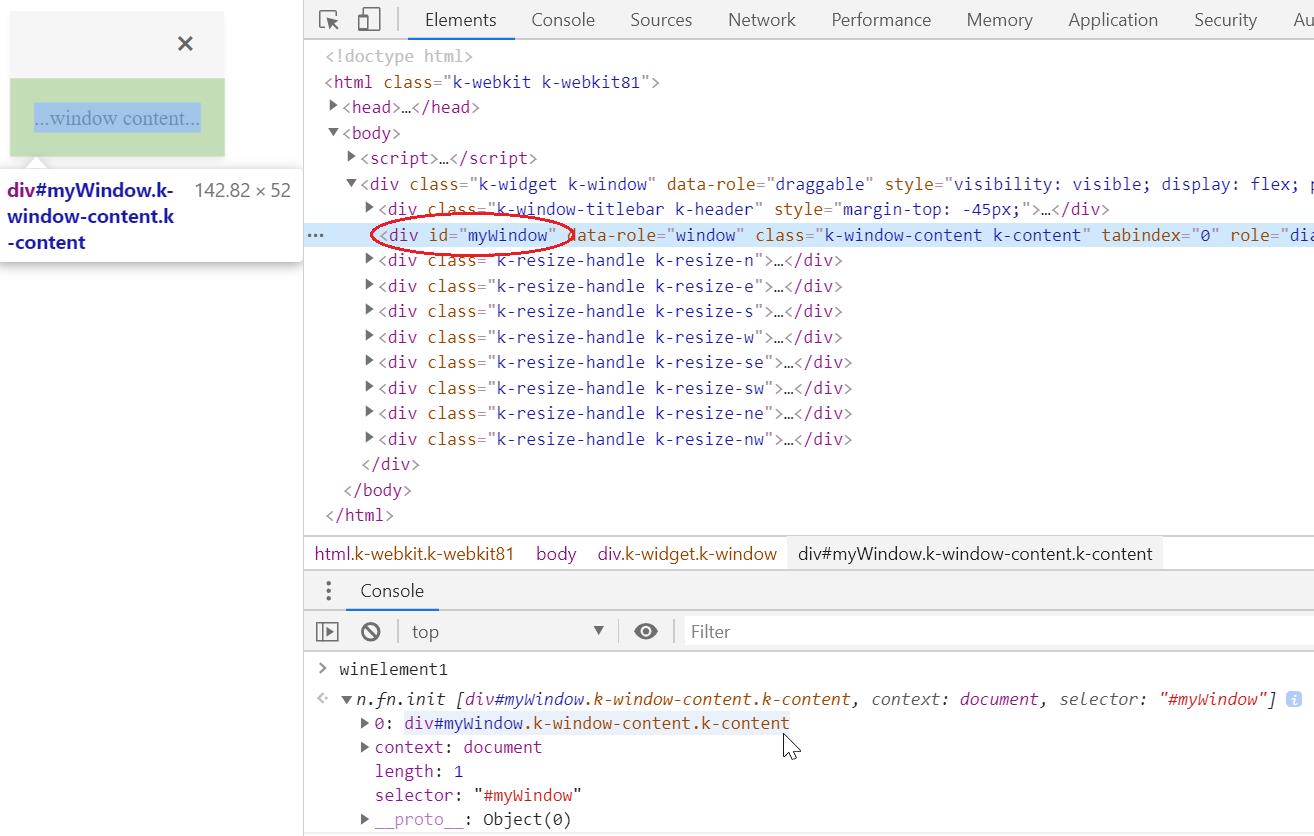 ✕
...window content...
div#myWindow.k-
window-content.k
-content
142.82 × 52
Elements Console Sources Network Performance Memory Application Security Au
<!doctype html>
<html class="k-webkit k-webkit81">
▶<head>…</head>
▼<body>
▶<script>…</script>
▼<div class="k-widget k-window" data-role="draggable" style="visibility: visible; display: flex; p
▶<div class="k-window-titlebar k-header" style="margin-top: -45px;">…</div>
<div id="myWindow" data-role="window" class="k-window-content k-content" tabindex="0" role="dia
▶<div class="k-resize-handle k-resize-n">…</div>
▶<div class="k-resize-handle k-resize-e">…</div>
▶<div class="k-resize-handle k-resize-s">…</div>
▶<div class="k-resize-handle k-resize-w">…</div>
▶<div class="k-resize-handle k-resize-se">…</div>
▶<div class="k-resize-handle k-resize-sw">…</div>
▶<div class="k-resize-handle k-resize-ne">…</div>
▶<div class="k-resize-handle k-resize-nw">…</div>
</div>
</body>
</html>
html.k-webkit.k-webkit81 body div.k-widget.k-window div#myWindow.k-window-content.k-content
Console
top ▼ Filter
> winElement1
▼n.fn.init [div#myWindow.k-window-content.k-content, context: document, selector: "#myWindow"] i
▶0: div#myWindow.k-window-content.k-content
▶context: document
length: 1
selector: "#myWindow"
▶__proto__: Object(0)